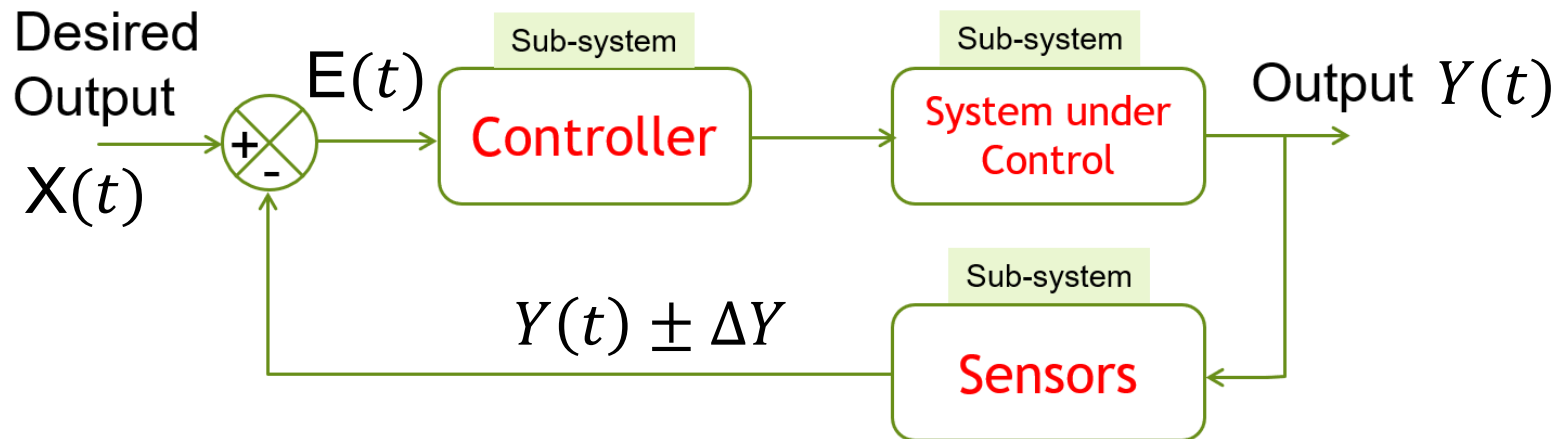 Desired
Output
X(t)
+
-
E(t)
Sub-system
Controller
Sub-system
System under
Control
Output Y(t)
Sub-system
Sensors
Y(t) ± ΔY